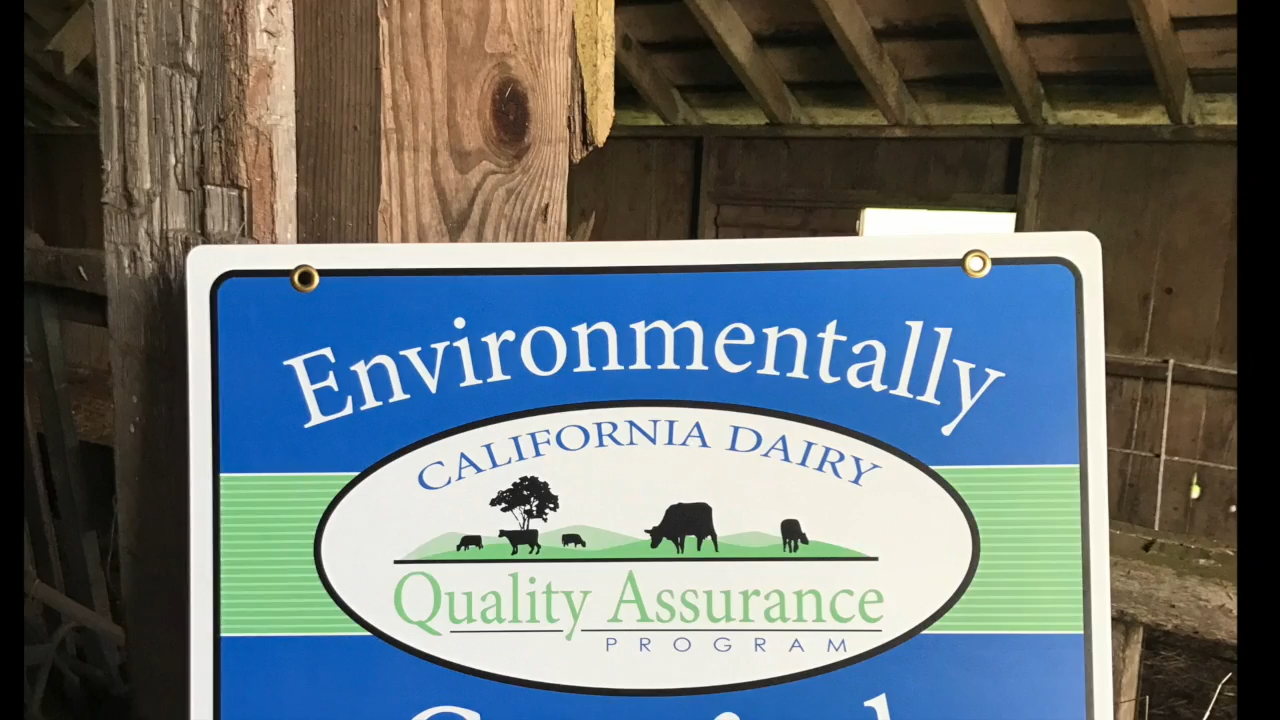 Environmentally
CALIFORNIA DAIRY
Quality Assurance
PROGRAM